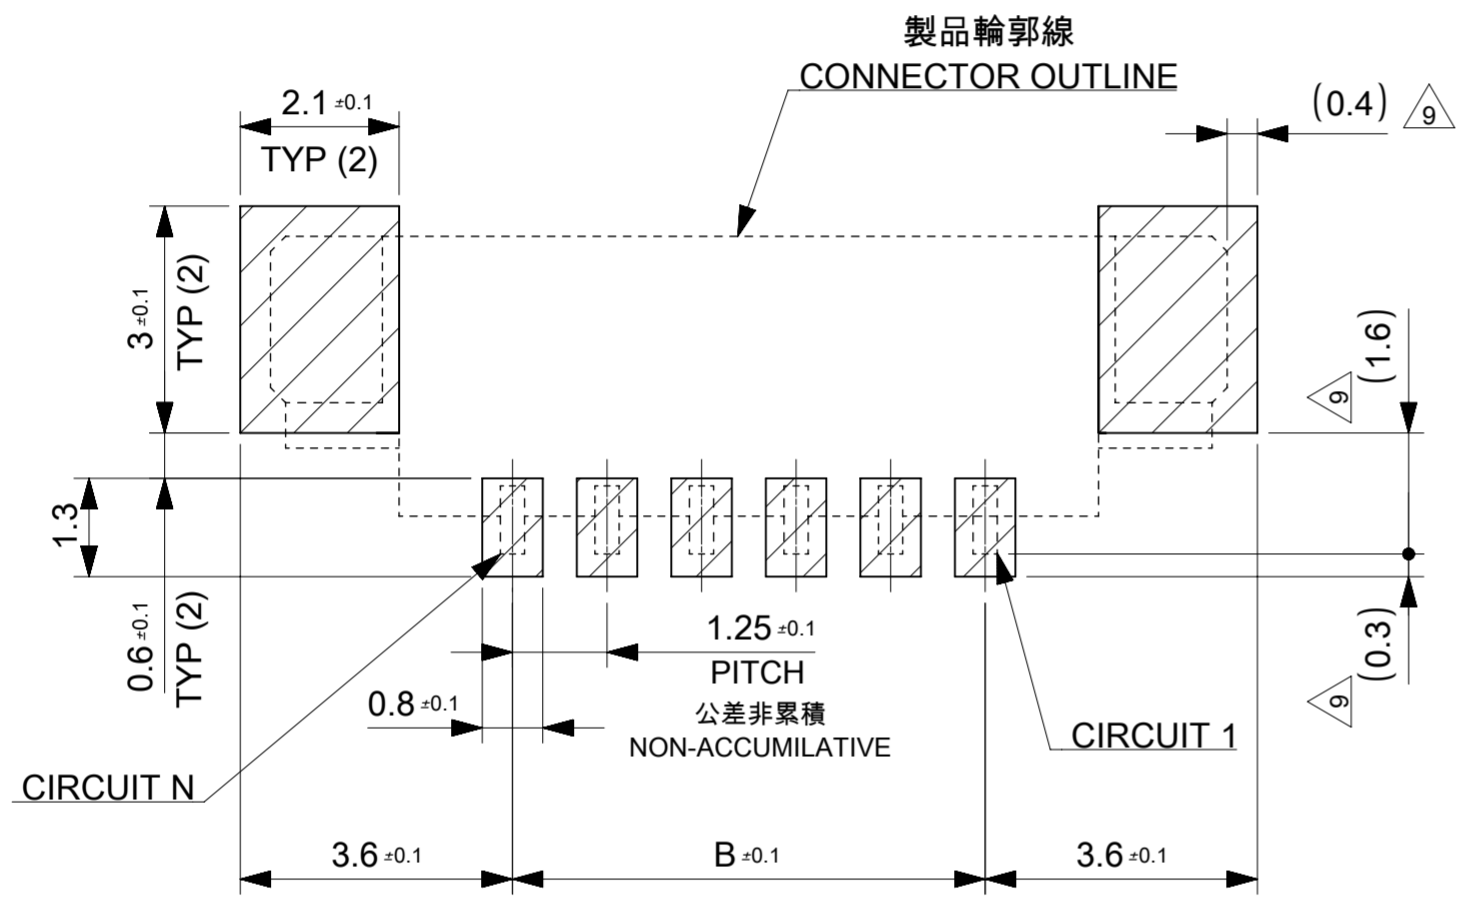 製品輪郭線
CONNECTOR OUTLINE
2.1 ±0.1
TYP (2)
(0.4) 9
3 ±0.1
TYP (2)
(1.6)
9
1.3
0.6 ±0.1
TYP (2)
1.25 ±0.1
PITCH
公差非累積
NON-ACCUMILATIVE
0.8 ±0.1
(0.3)
9
CIRCUIT 1
CIRCUIT N
3.6 ±0.1
B ±0.1
3.6 ±0.1